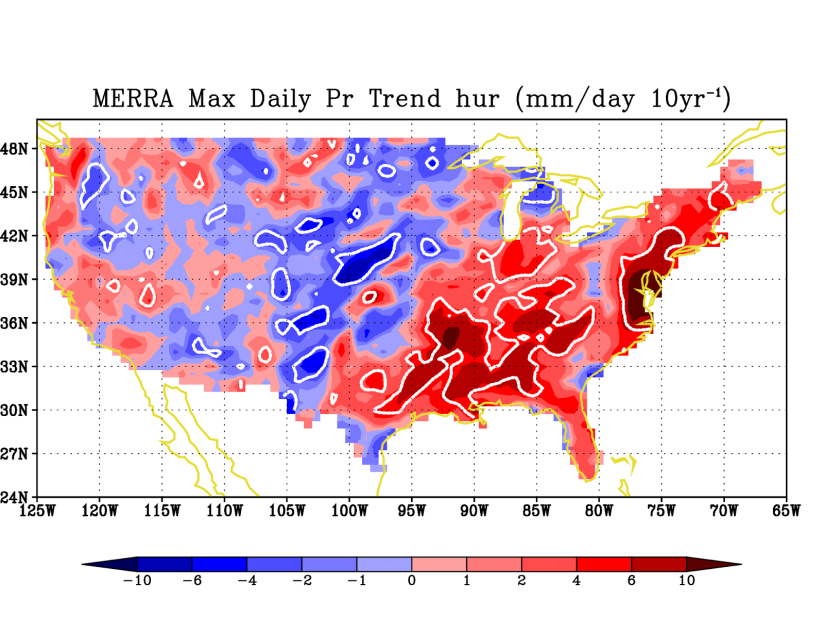 MERRA Max Daily Pr Trend hur (mm/day 10yr⁻¹)
48N
45N
42N
39N
36N
33N
30N
27N
24N
125W 120W 115W 110W 105W 100W 95W 90W 85W 80W 75W 70W 65W
−10 −6 −4 −2 −1 0 1 2 4 6 10